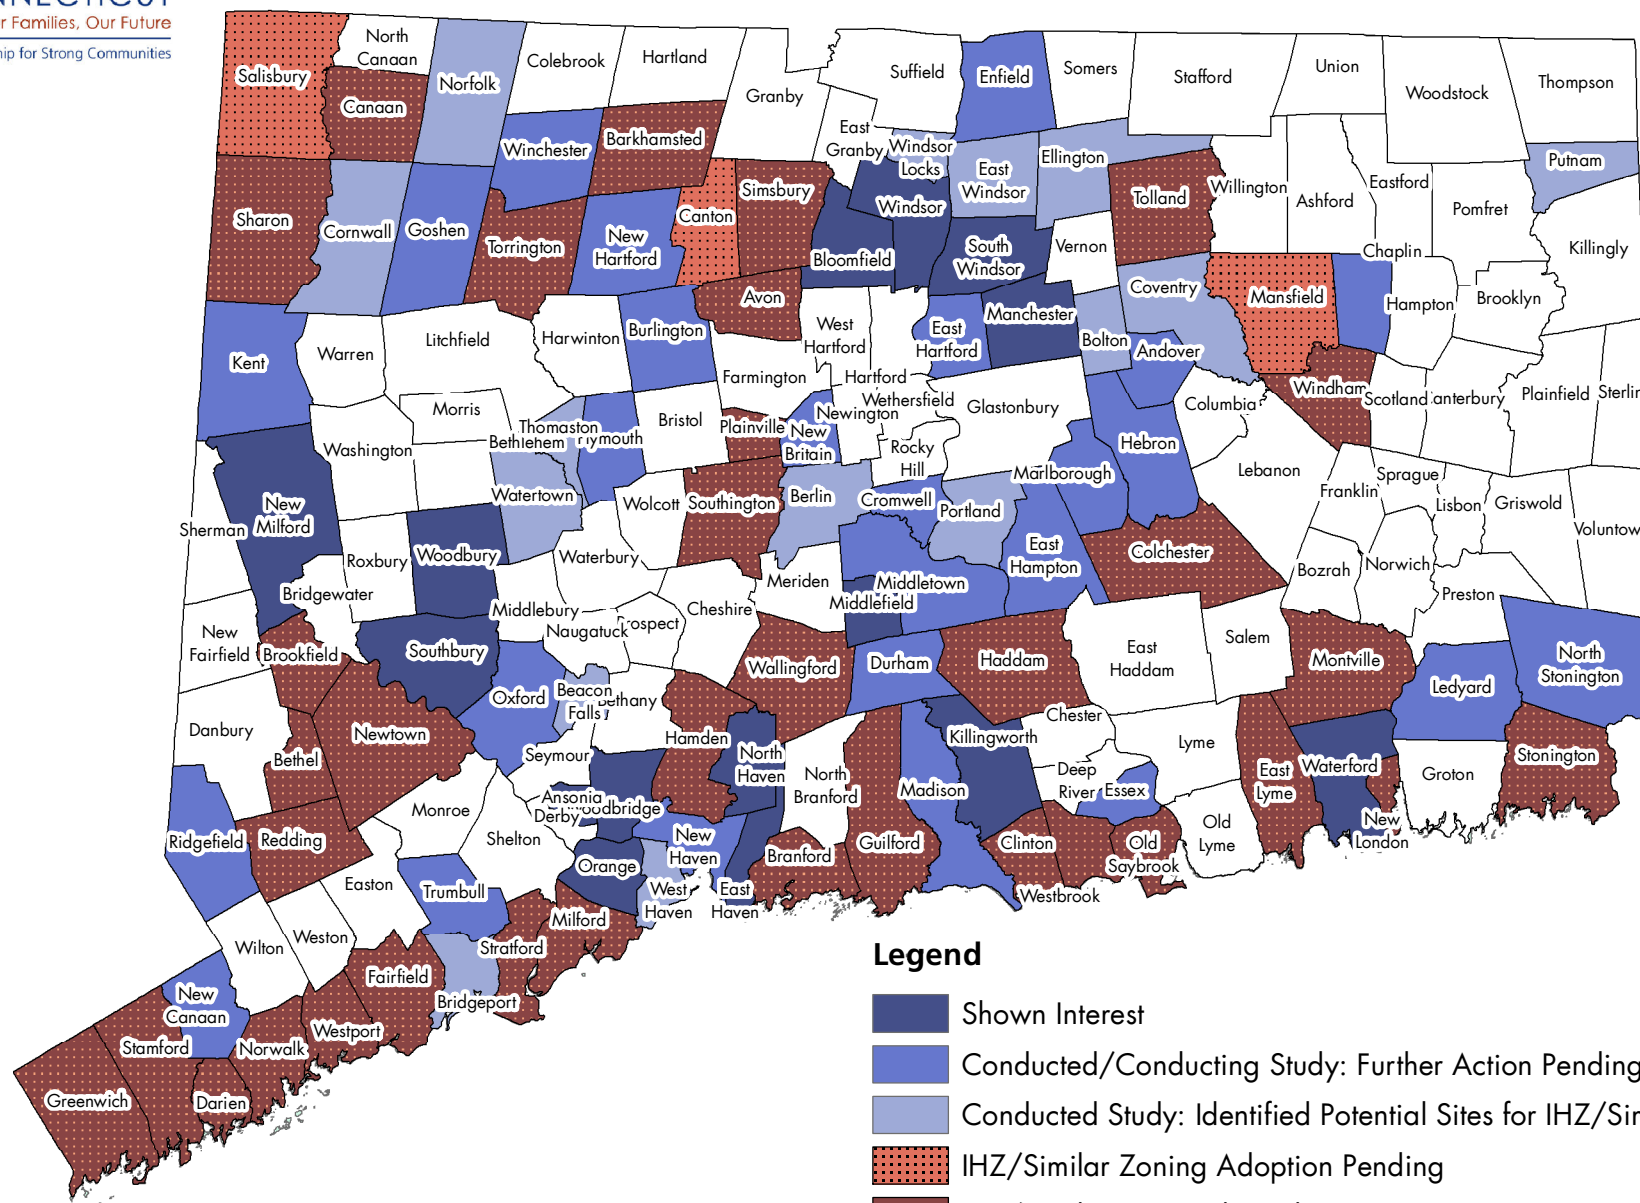 r Families, Our Future
hip for Strong Communities
North
Canaan
Colebrook
Hartland
Salisbury
Canaan
Norfolk
Granby
Suffield
Enfield
Somers
Stafford
Union
Woodstock
Thompson
Winchester
Barkhamsted
East
Granby
Windsor
Locks
East
Windsor
Ellington
Putnam
Sharon
Cornwall
Goshen
Torrington
New
Hartford
Canton
Simsbury
Bloomfield
Windsor
South
Windsor
Vernon
Tolland
Willington
Ashford
Eastford
Pomfret
Killingly
Chaplin
Kent
Warren
Litchfield
Harwinton
Burlington
Avon
West
Hartford
East
Hartford
Manchester
Bolton
Coventry
Andover
Mansfield
Hampton
Brooklyn
Farmington
Hartford
Wethersfield
Newington
Glastonbury
Columbia
Windham
Scotland
Plainfield
Morris
Washington
Bethlehem
Thomaston
Bristol
Plainville
New
Britain
Rocky
Hill
Marlborough
Hebron
Lebanon
Sprague
Franklin
Lisbon
Griswold
Sherman
New
Milford
Watertown
Wolcott
Southington
Berlin
Cromwell
Portland
East
Hampton
Colchester
Bozrah
Norwich
Preston
Roxbury
Woodbury
Waterbury
Bridgewater
Middlebury
Naugatuck
Cheshire
Meriden
Middletown
Middlefield
New
Fairfield
Brookfield
Southbury
Oxford
Beacon
Falls
Wallingford
Durham
Haddam
East
Haddam
Salem
Montville
Ledyard
North
Stonington
Danbury
Bethel
Newtown
Seymour
Hamden
North
Haven
North
Branford
Madison
Killingworth
Chester
Deep
River
Essex
Lyme
East
Lyme
Waterford
New
London
Groton
Stonington
Ridgefield
Redding
Monroe
Shelton
Ansonia
Derby
Orange
New
Haven
West
Haven
East
Haven
Branford
Guilford
Clinton
Westbrook
Old
Saybrook
Old
Lyme
Easton
Trumbull
Milford
Stratford
Wilton
Weston
Fairfield
Bridgeport
New
Canaan
Westport
Norwalk
Stamford
Darien
Greenwich
Legend
Shown Interest
Conducted/Conducting Study: Further Action Pending
Conducted Study: Identified Potential Sites for IHZ/Sim
IHZ/Similar Zoning Adoption Pending